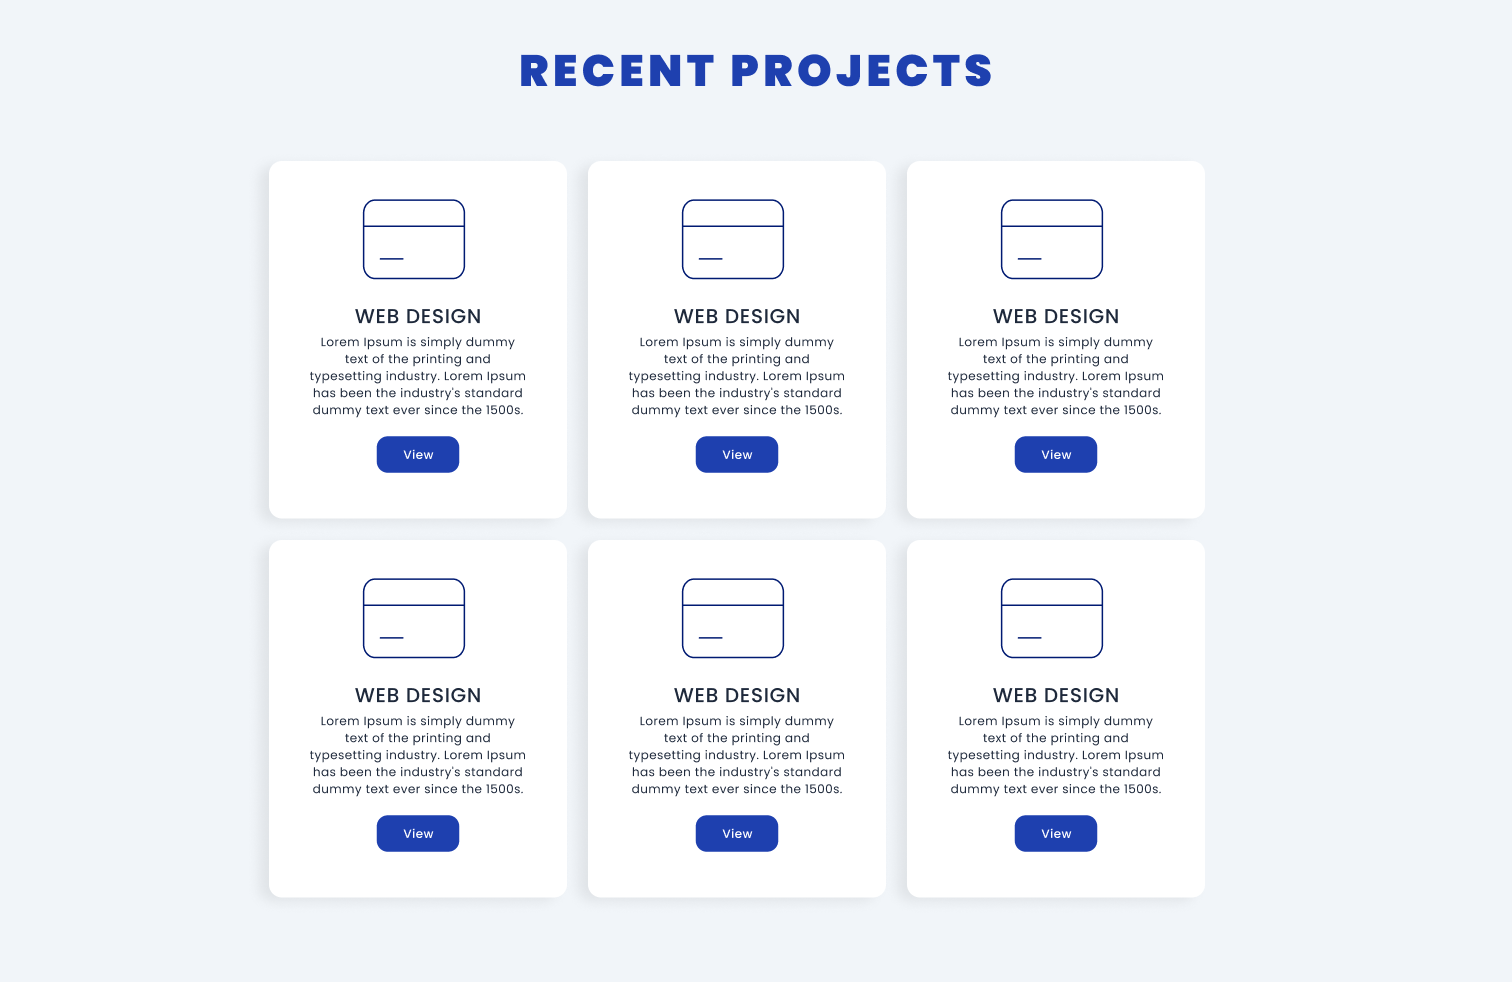 RECENT PROJECTS
WEB DESIGN
Lorem Ipsum is simply dummy
text of the printing and
typesetting industry. Lorem Ipsum
has been the industry's standard
dummy text ever since the 1500s.
View
WEB DESIGN
Lorem Ipsum is simply dummy
text of the printing and
typesetting industry. Lorem Ipsum
has been the industry's standard
dummy text ever since the 1500s.
View
WEB DESIGN
Lorem Ipsum is simply dummy
text of the printing and
typesetting industry. Lorem Ipsum
has been the industry's standard
dummy text ever since the 1500s.
View
WEB DESIGN
Lorem Ipsum is simply dummy
text of the printing and
typesetting industry. Lorem Ipsum
has been the industry's standard
dummy text ever since the 1500s.
View
WEB DESIGN
Lorem Ipsum is simply dummy
text of the printing and
typesetting industry. Lorem Ipsum
has been the industry's standard
dummy text ever since the 1500s.
View
WEB DESIGN
Lorem Ipsum is simply dummy
text of the printing and
typesetting industry. Lorem Ipsum
has been the industry's standard
dummy text ever since the 1500s.
View